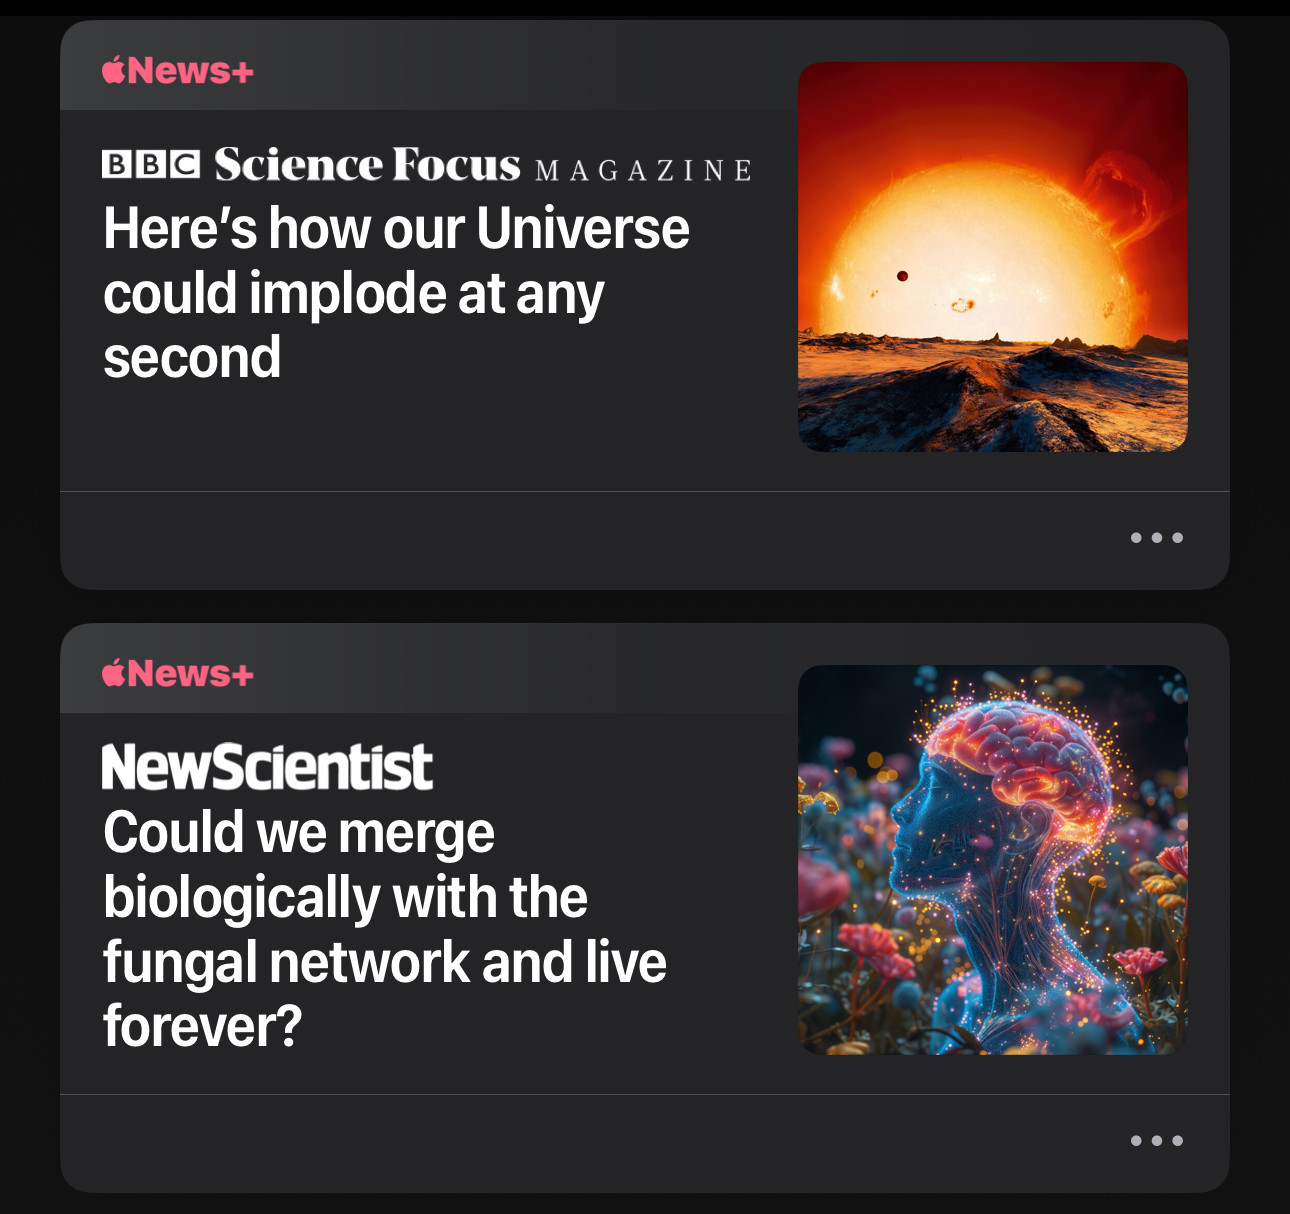 News+
BBC Science Focus MAGAZINE
Here’s how our Universe
could implode at any
second
News+
NewScientist
Could we merge
biologically with the
fungal network and live
forever?